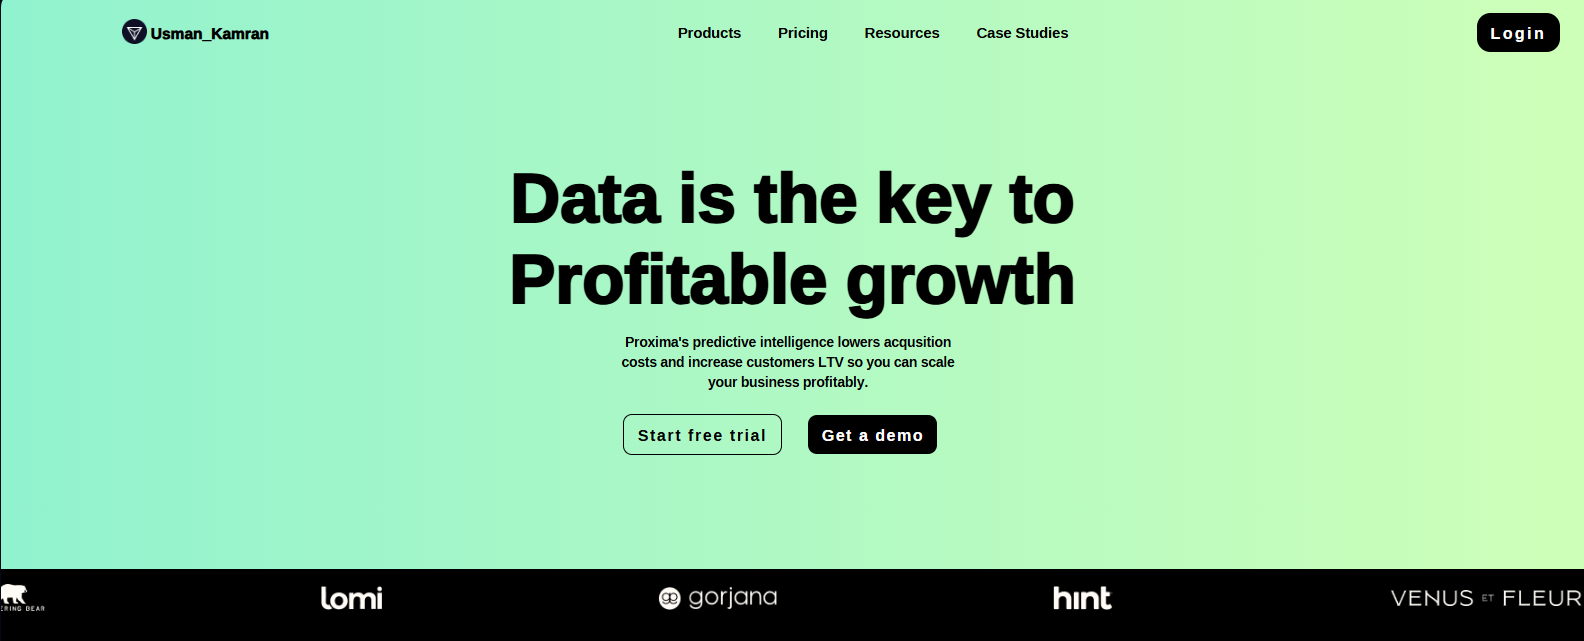 Usman_Kamran
Products Pricing Resources Case Studies
Login
Data is the key to
Profitable growth
Proxima's predictive intelligence lowers acqusition
costs and increase customers LTV so you can scale
your business profitably.
Start free trial Get a demo
ERING BEAR
lomi
gorjana
hint
VENUS ET FLEUR